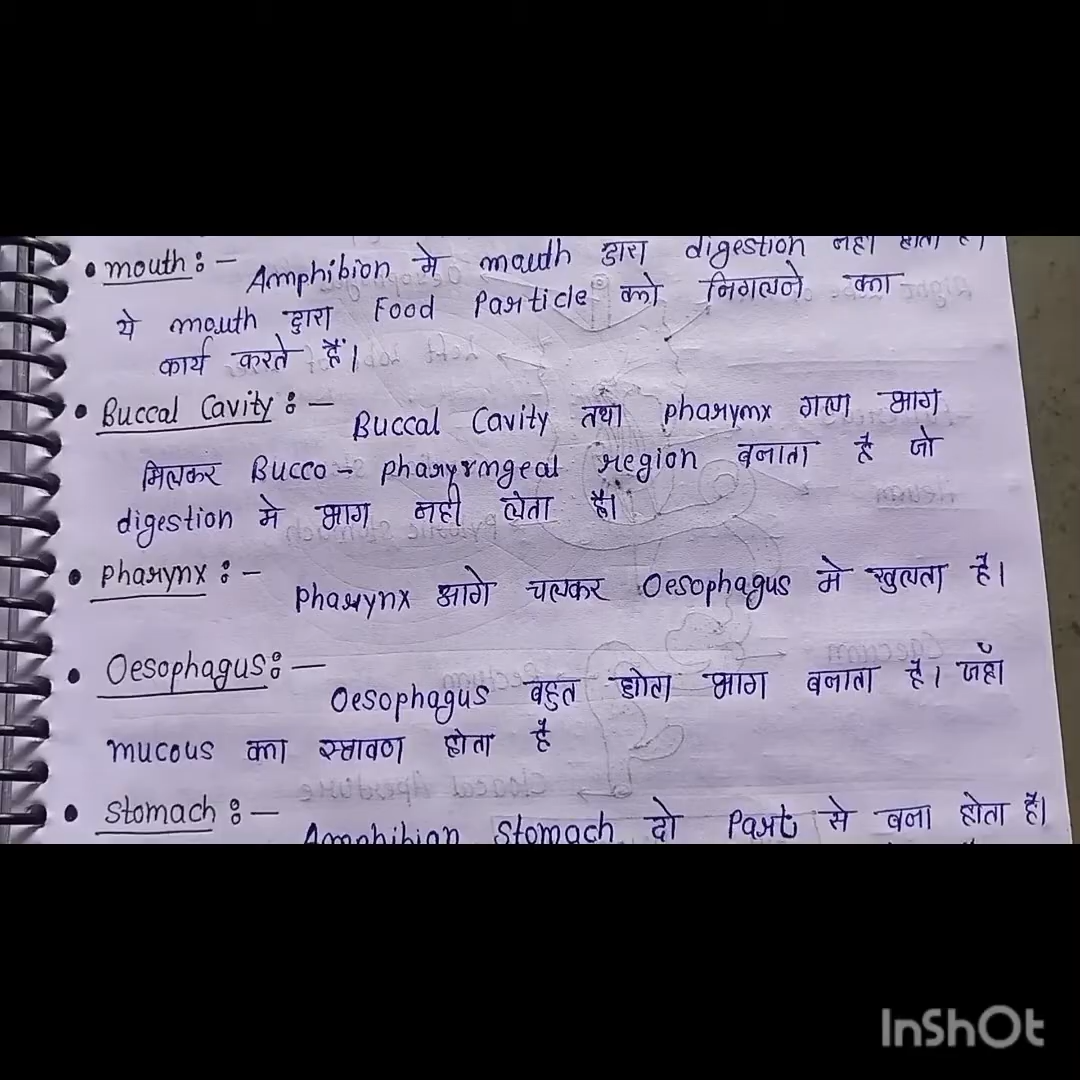 • mouth :- Amphibion मे mouth द्वारा digestion नही होता है।
ये mouth द्वारा Food Particle को निगलने का
कार्य करते हैं।
• Buccal Cavity :- Buccal Cavity तथा pharynx वाला भाग
मिलकर Bucco- pharyrngeal region बनाता है जो
digestion मे भाग नही लेता है।
• Pharynx :- Pharynx आगे चलकर Oesophagus मे खुलता है।
• Oesophagus :- Oesophagus बहुत छोटा भाग बनाता है। जहाँ
mucous का स्त्रावण होता है
• Stomach :- Amphibian Stomach दो Part से बना होता है।
InShOt